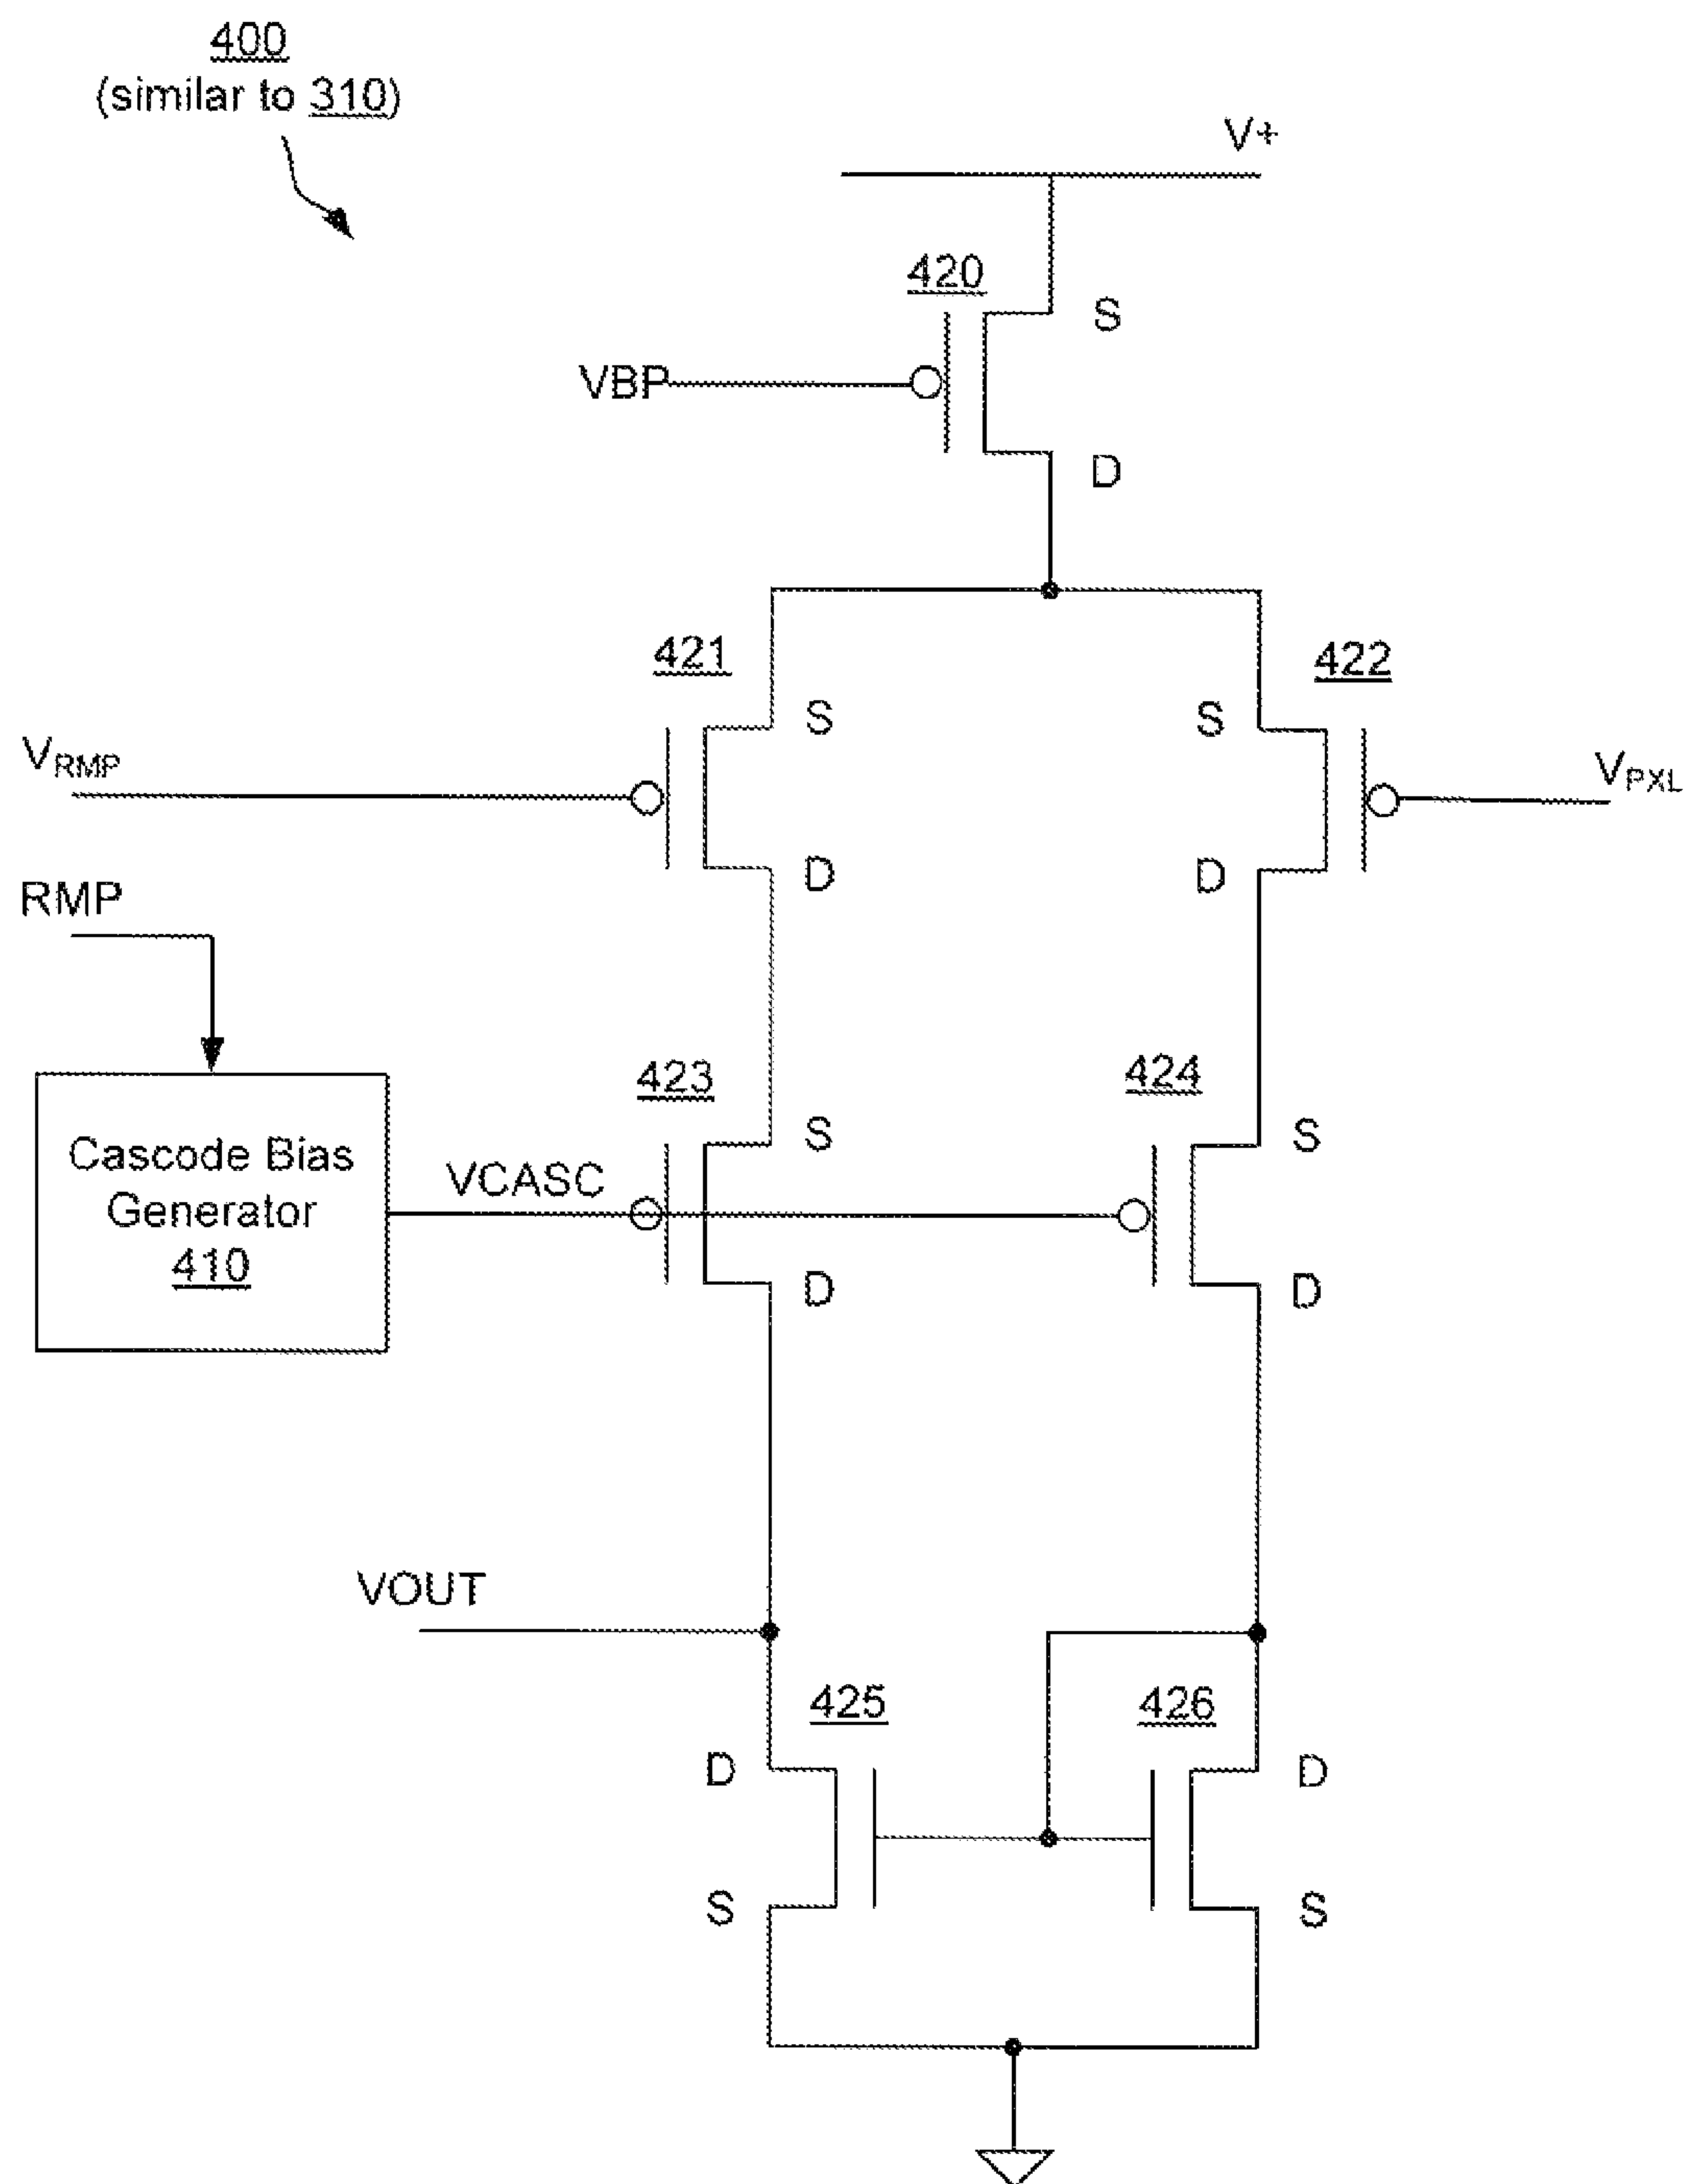 400
(similar to 310)
V+
420
S
VBP
D
421
422
S
S
VRMP
VPXL
D
D
RMP
423
424
S
S
Cascode Bias
Generator
410
VCASC
D
D
VOUT
425
426
D
D
S
S